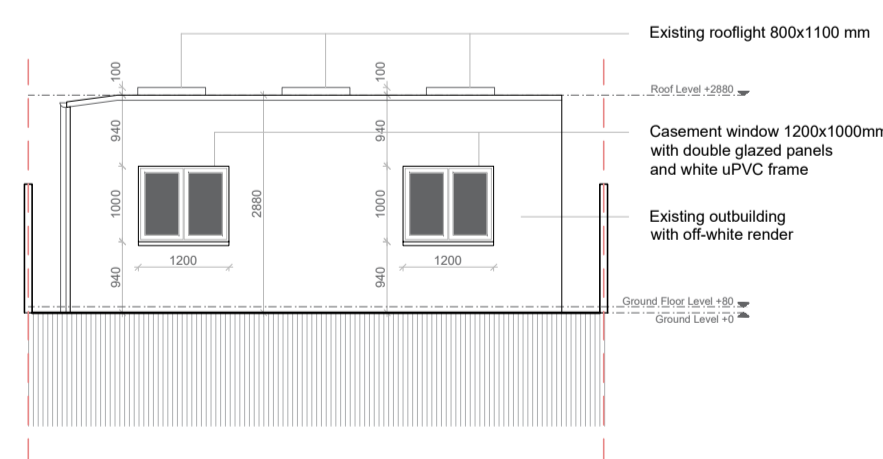 Existing rooflight 800x1100 mm
100
100
Roof Level +2880
940
940
Casement window 1200x1000mm
with double glazed panels
and white uPVC frame
1000
2880
1000
Existing outbuilding
with off-white render
1200
1200
940
940
Ground Floor Level +80
Ground Level +0